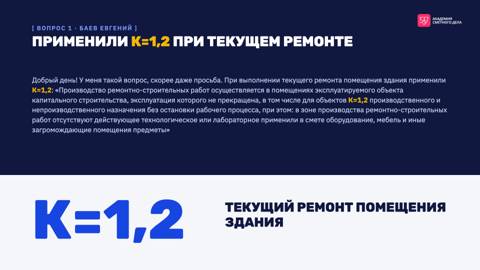 [ ВОПРОС 1 - БАЕВ ЕВГЕНИЙ ]
АКАДЕМИЯ
СМЕТНОГО ДЕЛА
ПРИМЕНИЛИ К=1,2 ПРИ ТЕКУЩЕМ РЕМОНТЕ
Добрый день! У меня такой вопрос, скорее даже просьба. При выполнении текущего ремонта помещения здания применили
К=1,2: «Производство ремонтно-строительных работ осуществляется в помещениях эксплуатируемого объекта
капитального строительства, эксплуатация которого не прекращена, в том числе для объектов К=1,2 производственного и
непроизводственного назначения без остановки рабочего процесса, при этом: в зоне производства ремонтно-строительных
работ отсутствуют действующее технологическое или лабораторное применили в смете оборудование, мебель и иные
загромождающие помещения предметы»
К=1,2
ТЕКУЩИЙ РЕМОНТ ПОМЕЩЕНИЯ
ЗДАНИЯ